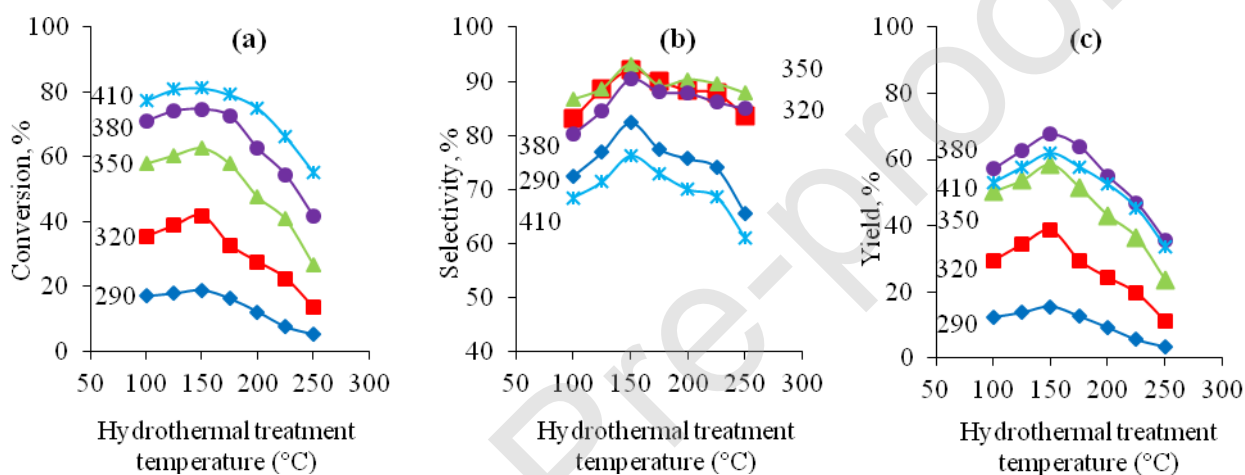 (a)
100
80
60
40
20
0
Conversion, %
410
380
350
320
290
50 100 150 200 250 300
Hydrothermal treatment
temperature (°C)
(b)
100
90
80
70
60
50
40
Selectivity, %
350
320
380
290
410
50 100 150 200 250 300
Hydrothermal treatment
temperature (°C)
(c)
100
80
60
40
20
0
Yield, %
380
410
350
320
290
50 100 150 200 250 300
Hydrothermal treatment
temperature (°C)
Pre-proo